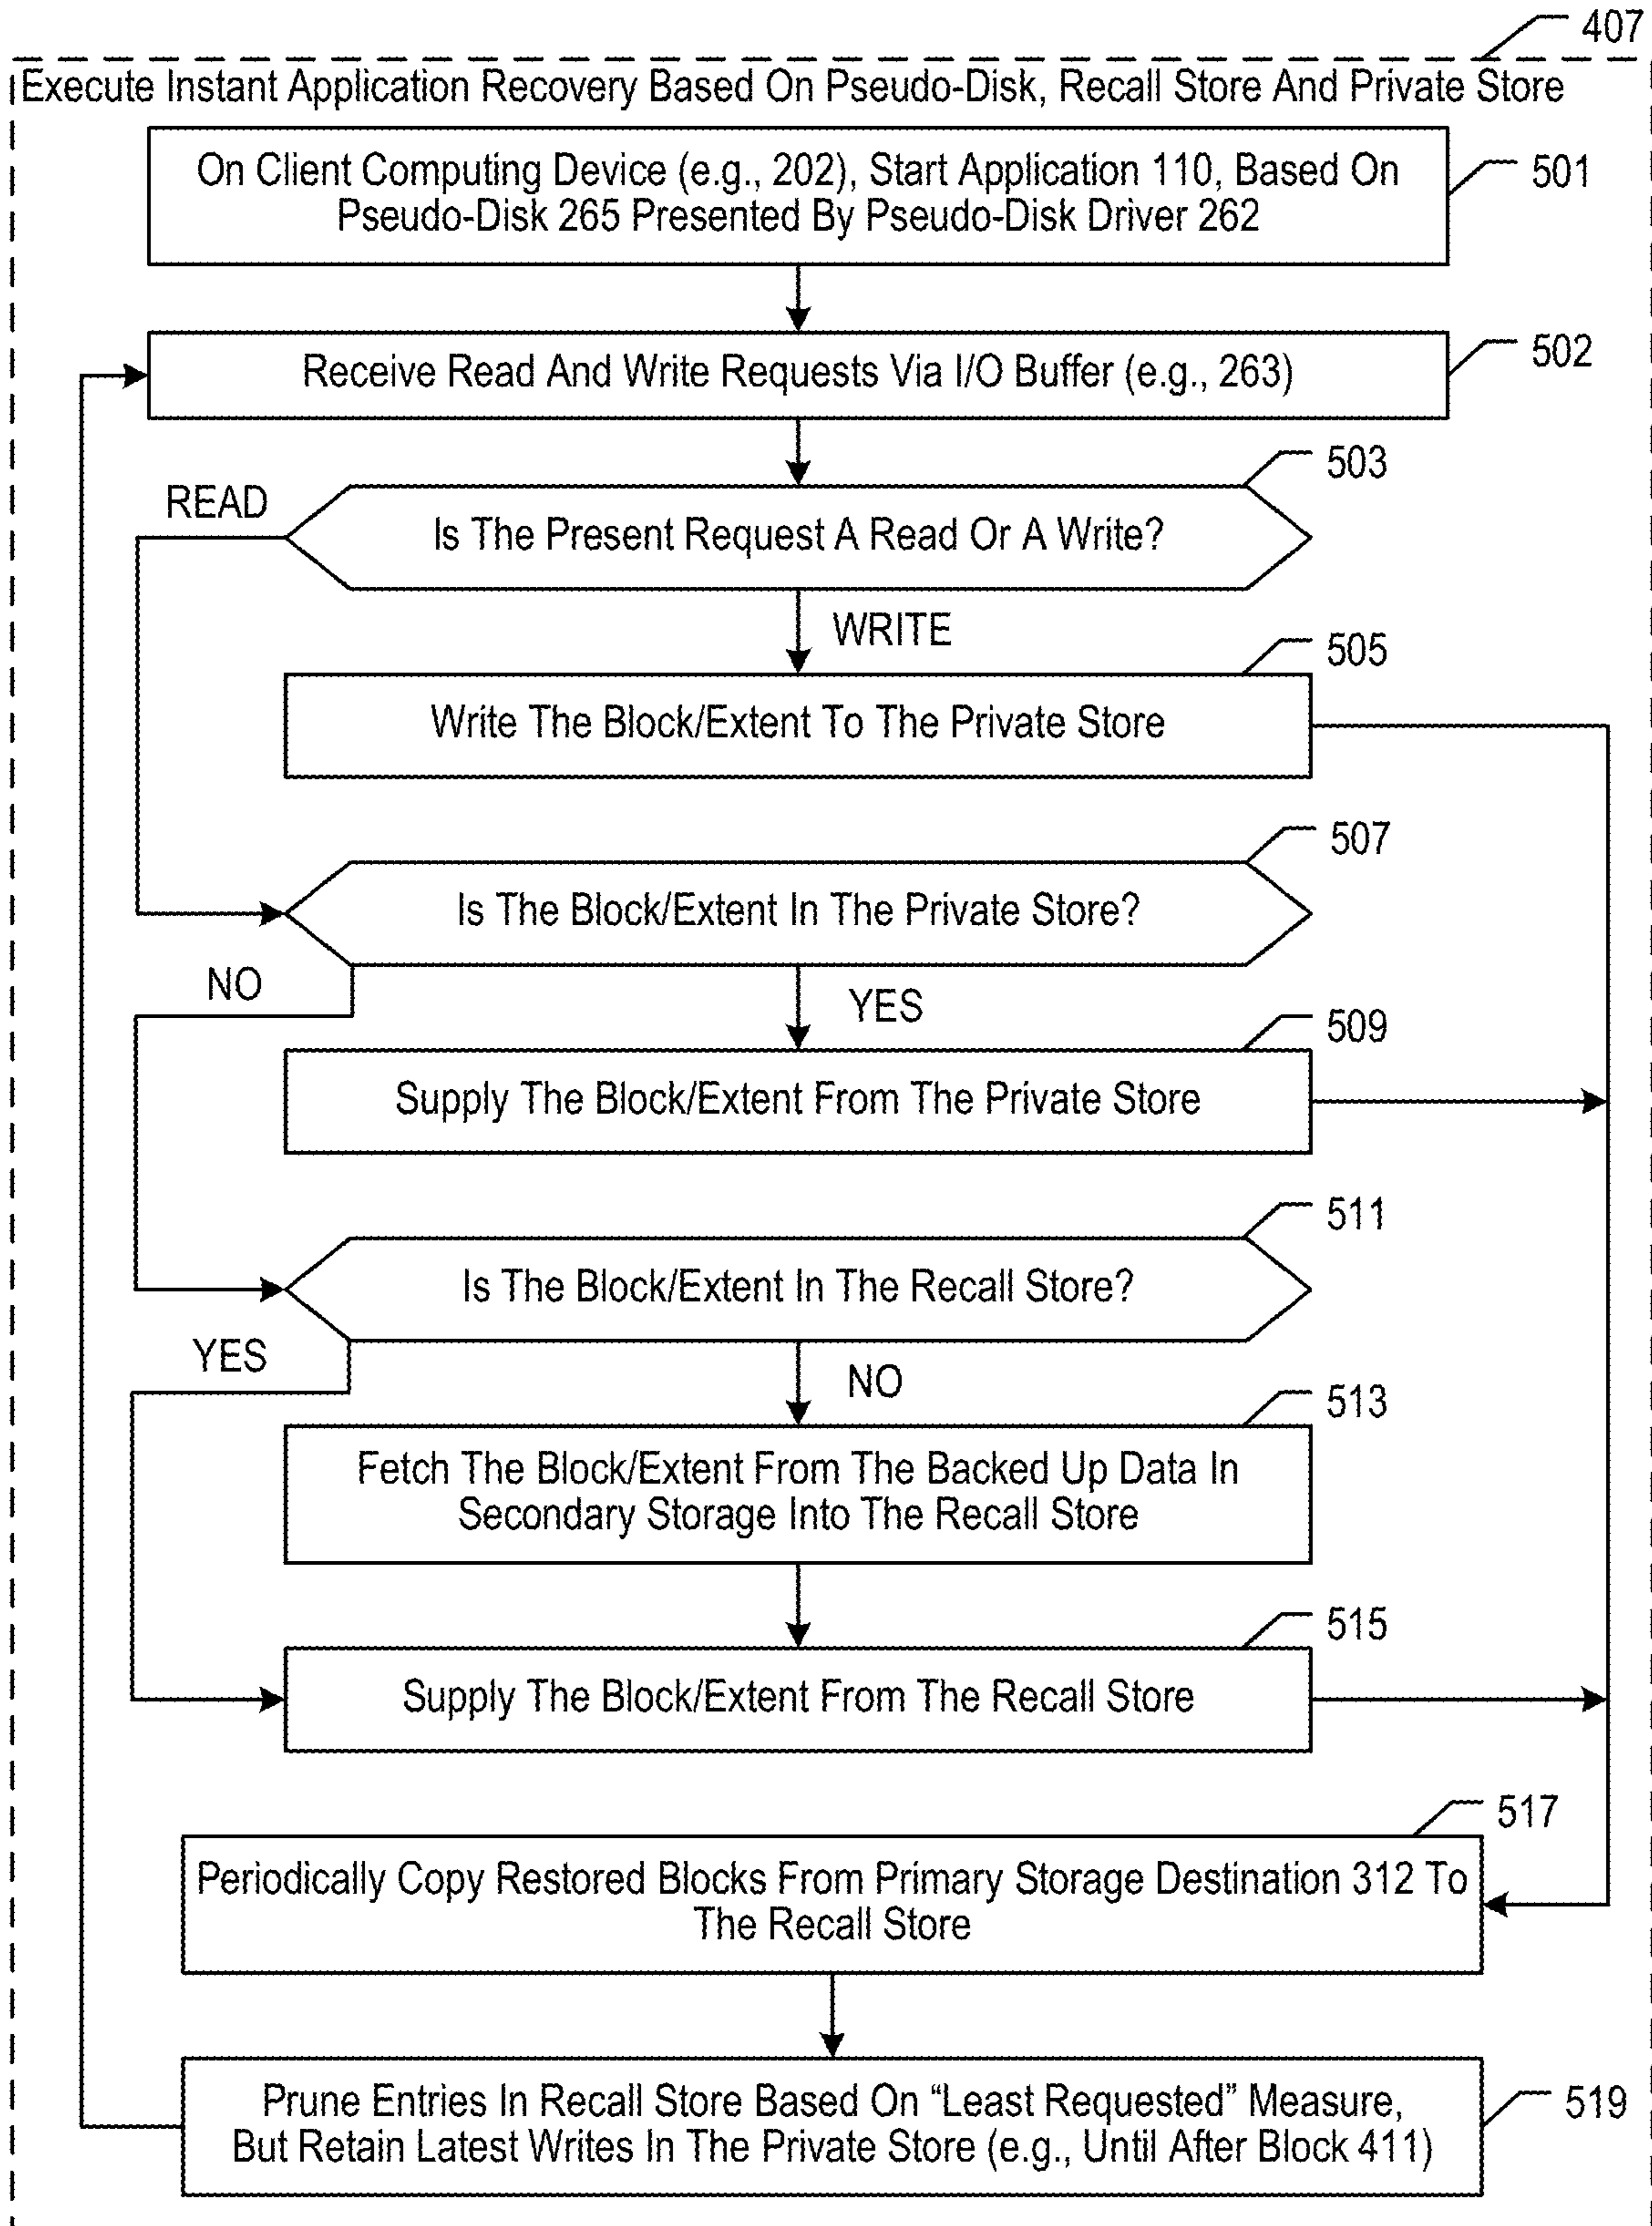 407
Execute Instant Application Recovery Based On Pseudo-Disk, Recall Store And Private Store
On Client Computing Device (e.g., 202), Start Application 110, Based On
Pseudo-Disk 265 Presented By Pseudo-Disk Driver 262
501
Receive Read And Write Requests Via I/O Buffer (e.g., 263)
502
503
READ
Is The Present Request A Read Or A Write?
WRITE
505
Write The Block/Extent To The Private Store
507
Is The Block/Extent In The Private Store?
NO
YES
509
Supply The Block/Extent From The Private Store
511
Is The Block/Extent In The Recall Store?
YES
NO
513
Fetch The Block/Extent From The Backed Up Data In
Secondary Storage Into The Recall Store
515
Supply The Block/Extent From The Recall Store
517
Periodically Copy Restored Blocks From Primary Storage Destination 312 To
The Recall Store
Prune Entries In Recall Store Based On “Least Requested” Measure,
But Retain Latest Writes In The Private Store (e.g., Until After Block 411)
519